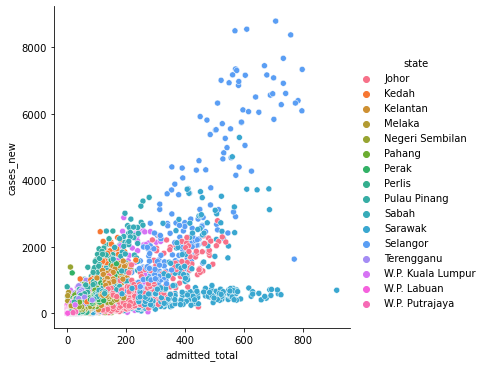 8000
6000
4000
2000
0
cases_new
0
200
400
600
800
admitted_total
state
Johor
Kedah
Kelantan
Melaka
Negeri Sembilan
Pahang
Perak
Perlis
Pulau Pinang
Sabah
Sarawak
Selangor
Terengganu
W.P. Kuala Lumpur
W.P. Labuan
W.P. Putrajaya